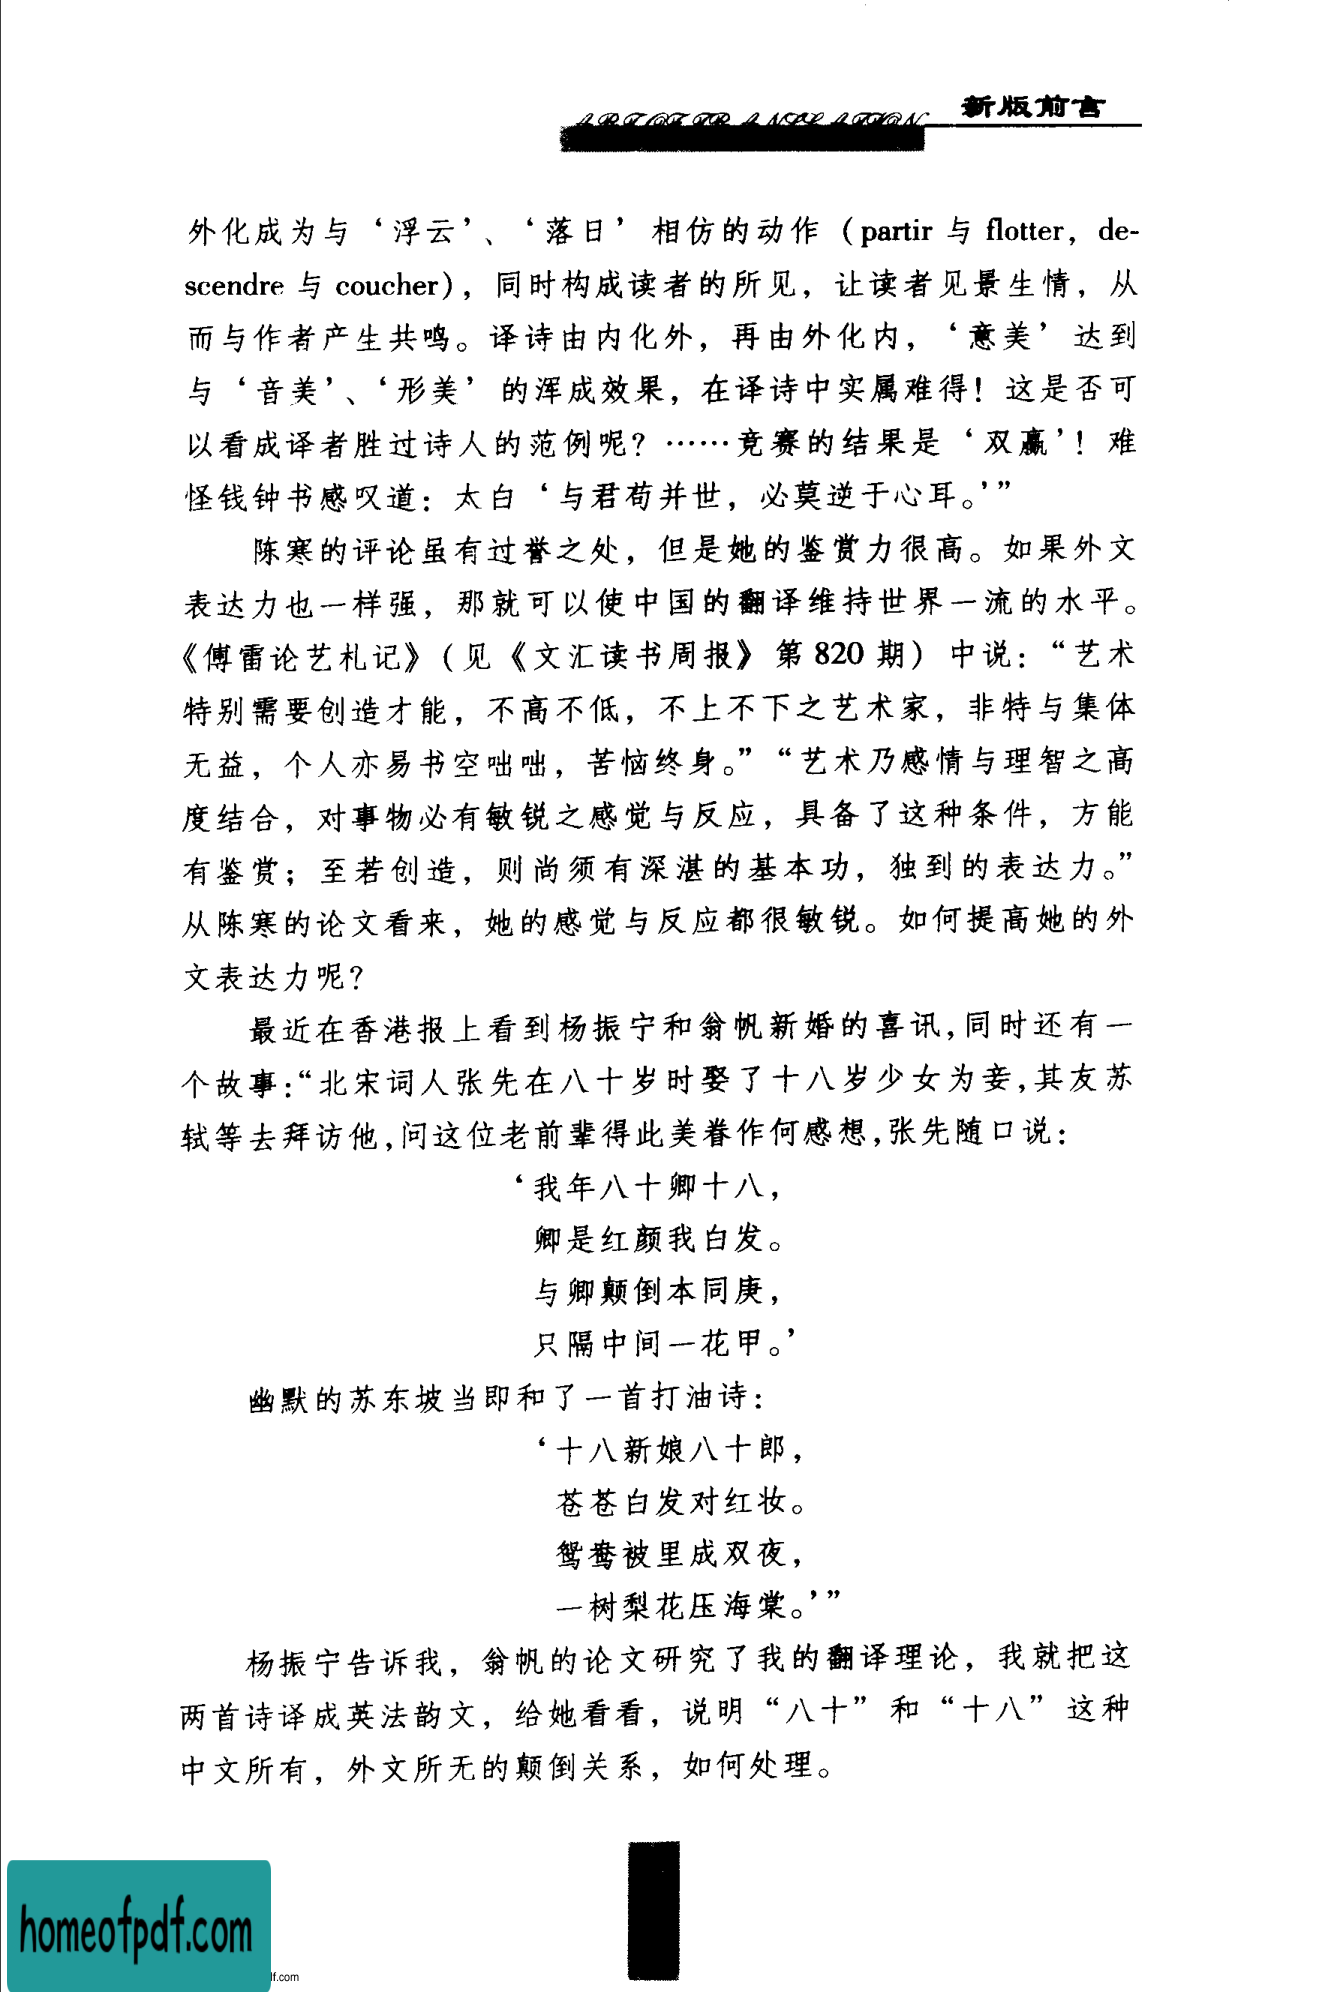 新版前言
ART OF TRANSLATION
外化成为与‘浮云’、‘落日’相仿的动作（partir 与 flotter，de-
scendre 与 coucher），同时构成读者的所见，让读者见景生情，从
而与作者产生共鸣。译诗由内化外，再由外化内，‘意美’达到
与‘音美’、‘形美’的浑成效果，在译诗中实属难得！这是否可
以看成译者胜过诗人的范例呢？……竞赛的结果是‘双赢’！难
怪钱钟书感叹道：太白‘与君苟并世，必莫逆于心耳。’”
陈寒的评论虽有过誉之处，但是她的鉴赏力很高。如果外文
表达力也一样强，那就可以使中国的翻译维持世界一流的水平。
《傅雷论艺札记》（见《文汇读书周报》第 820 期）中说：“艺术
特别需要创造才能，不高不低，不上不下之艺术家，非特与集体
无益，个人亦易书空咄咄，苦恼终身。”“艺术乃感情与理智之高
度结合，对事物必有敏锐之感觉与反应，具备了这种条件，方能
有鉴赏；至若创造，则尚须有深湛的基本功，独到的表达力。”
从陈寒的论文看来，她的感觉与反应都很敏锐。如何提高她的外
文表达力呢？
最近在香港报上看到杨振宁和翁帆新婚的喜讯，同时还有一
个故事：“北宋词人张先在八十岁时娶了十八岁少女为妾，其友苏
轼等去拜访他，问这位老前辈得此美眷作何感想，张先随口说：
‘我年八十卿十八，
卿是红颜我白发。
与卿颠倒本同庚，
只隔中间一花甲。’
幽默的苏东坡当即和了一首打油诗：
‘十八新娘八十郎，
苍苍白发对红妆。
鸳鸯被里成双夜，
一树梨花压海棠。’”
杨振宁告诉我，翁帆的论文研究了我的翻译理论，我就把这
两首诗译成英法韵文，给她看看，说明“八十”和“十八”这种
中文所有，外文所无的颠倒关系，如何处理。
homeofpdf.com
lf.com